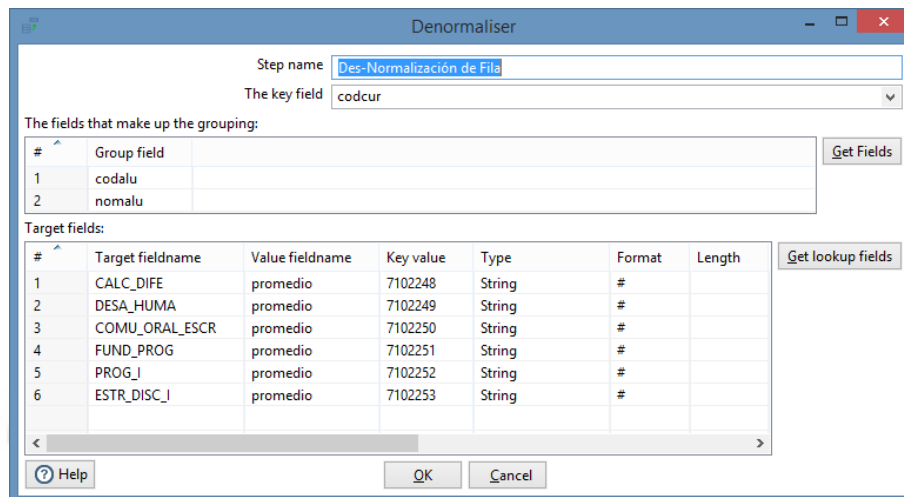 Denormaliser
Step name Des-Normalización de Fila
The key field codcur
The fields that make up the grouping:
# Group field Get Fields
1 codalu
2 nomalu
Target fields:
# Target fieldname Value fieldname Key value Type Format Length Get lookup fields
1 CALC_DIFE promedio 7102248 String #
2 DESA_HUMA promedio 7102249 String #
3 COMU_ORAL_ESCR promedio 7102250 String #
4 FUND_PROG promedio 7102251 String #
5 PROG_I promedio 7102252 String #
6 ESTR_DISC_I promedio 7102253 String #
? Help OK Cancel